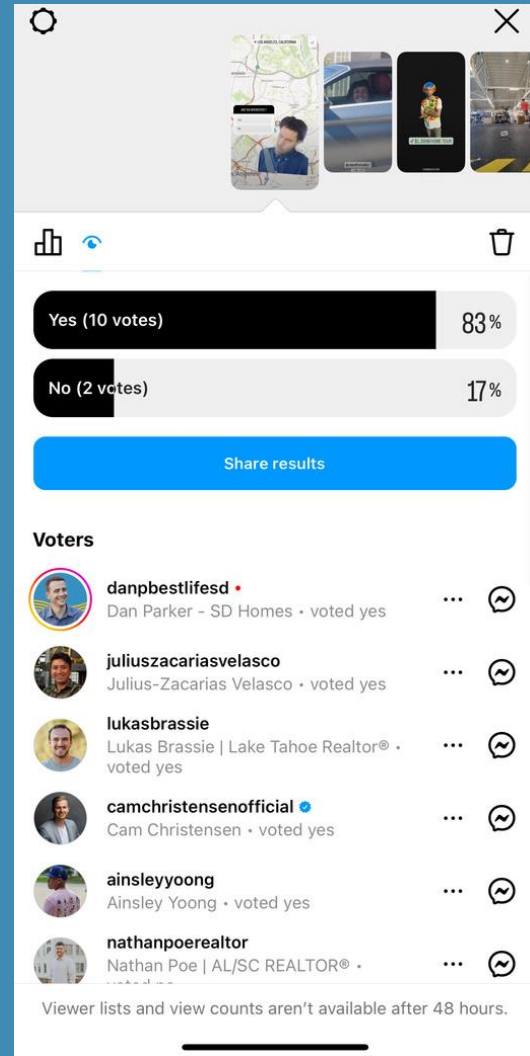 LOS ANGELES, CALIFORNIA
Yes (10 votes)
83%
No (2 votes)
17%
Share results
Voters
danpbestlifesd •
Dan Parker - SD Homes • voted yes
juliuszacariasvelasco
Julius-Zacarias Velasco • voted yes
lukasbrassie
Lukas Brassie | Lake Tahoe Realtor® •
voted yes
camchristensenofficial
Cam Christensen • voted yes
ainsleyyoong
Ainsley Yoong • voted yes
nathanpoerealtor
Nathan Poe | AL/SC REALTOR® •
Viewer lists and view counts aren’t available after 48 hours.